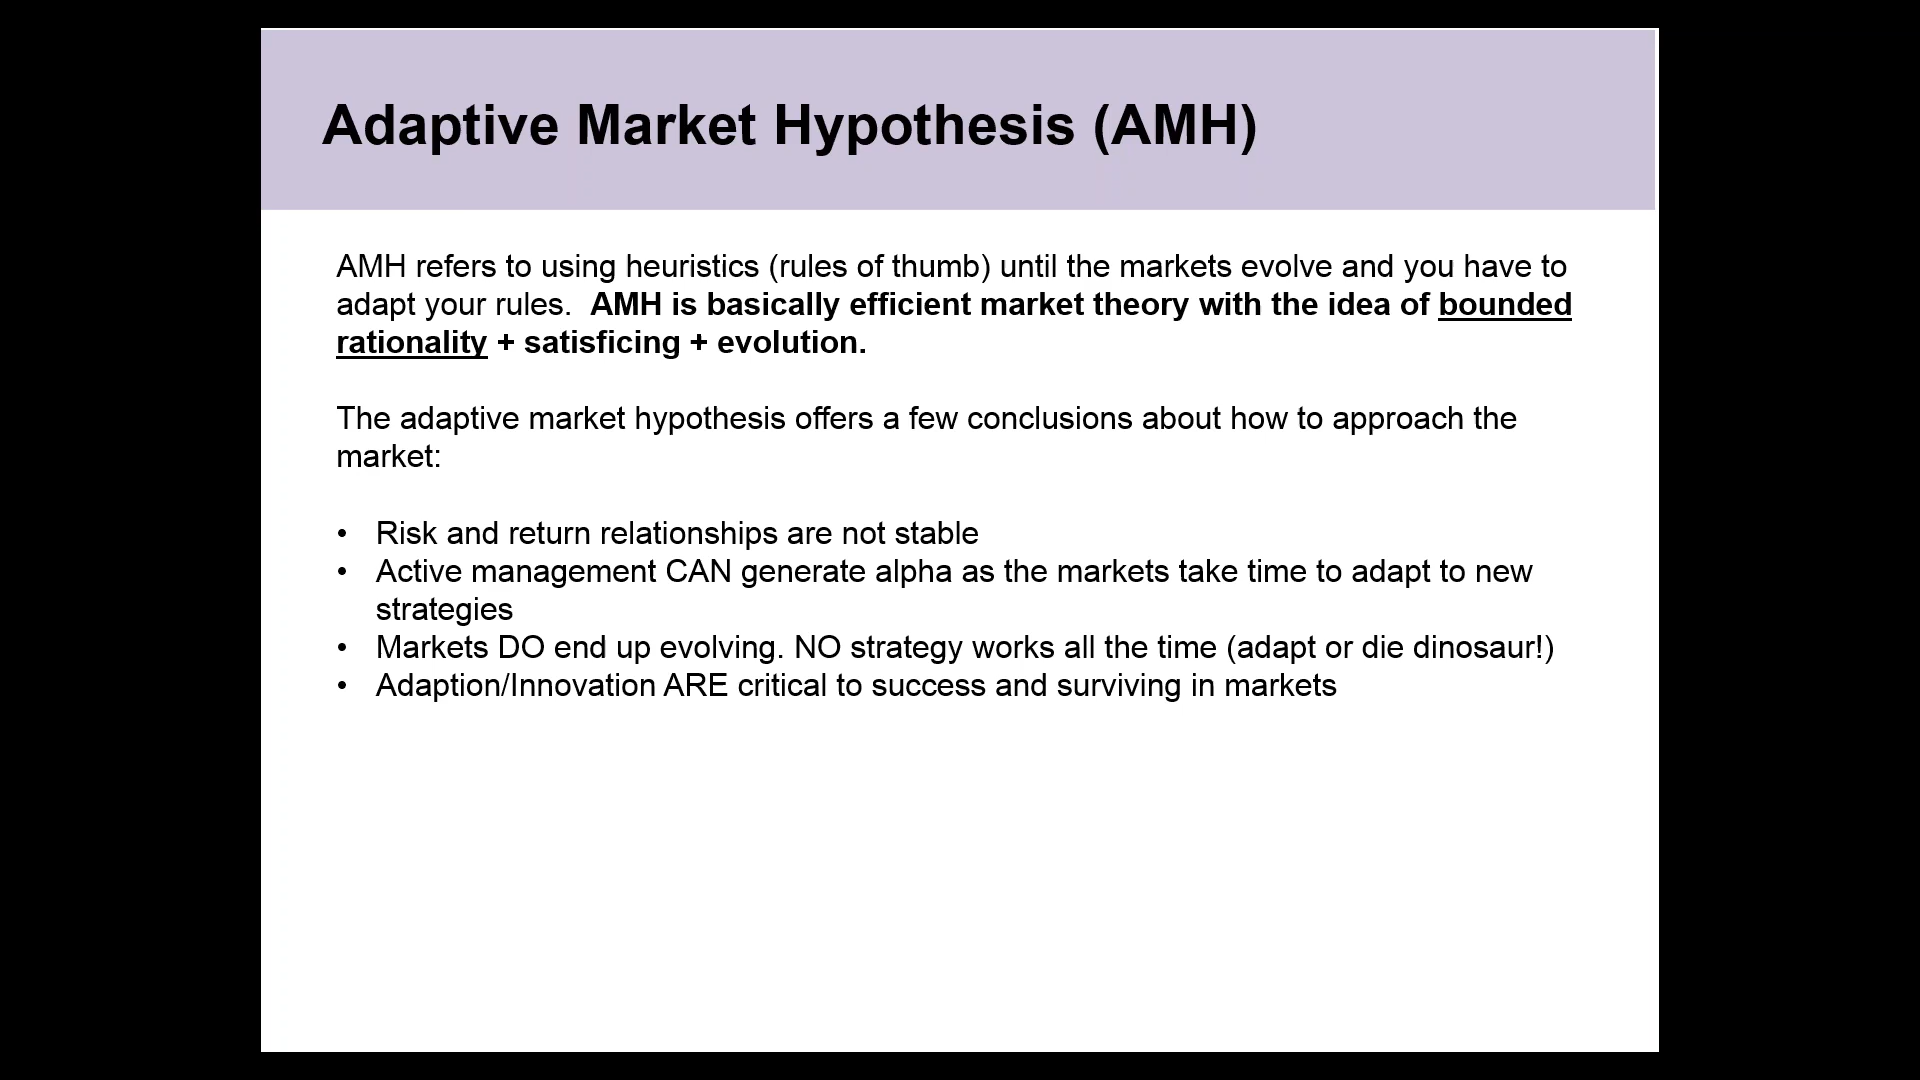 Adaptive Market Hypothesis (AMH)
AMH refers to using heuristics (rules of thumb) until the markets evolve and you have to
adapt your rules.  AMH is basically efficient market theory with the idea of bounded
rationality + satisficing + evolution.
The adaptive market hypothesis offers a few conclusions about how to approach the
market:
• Risk and return relationships are not stable
• Active management CAN generate alpha as the markets take time to adapt to new
strategies
• Markets DO end up evolving. NO strategy works all the time (adapt or die dinosaur!)
• Adaption/Innovation ARE critical to success and surviving in markets